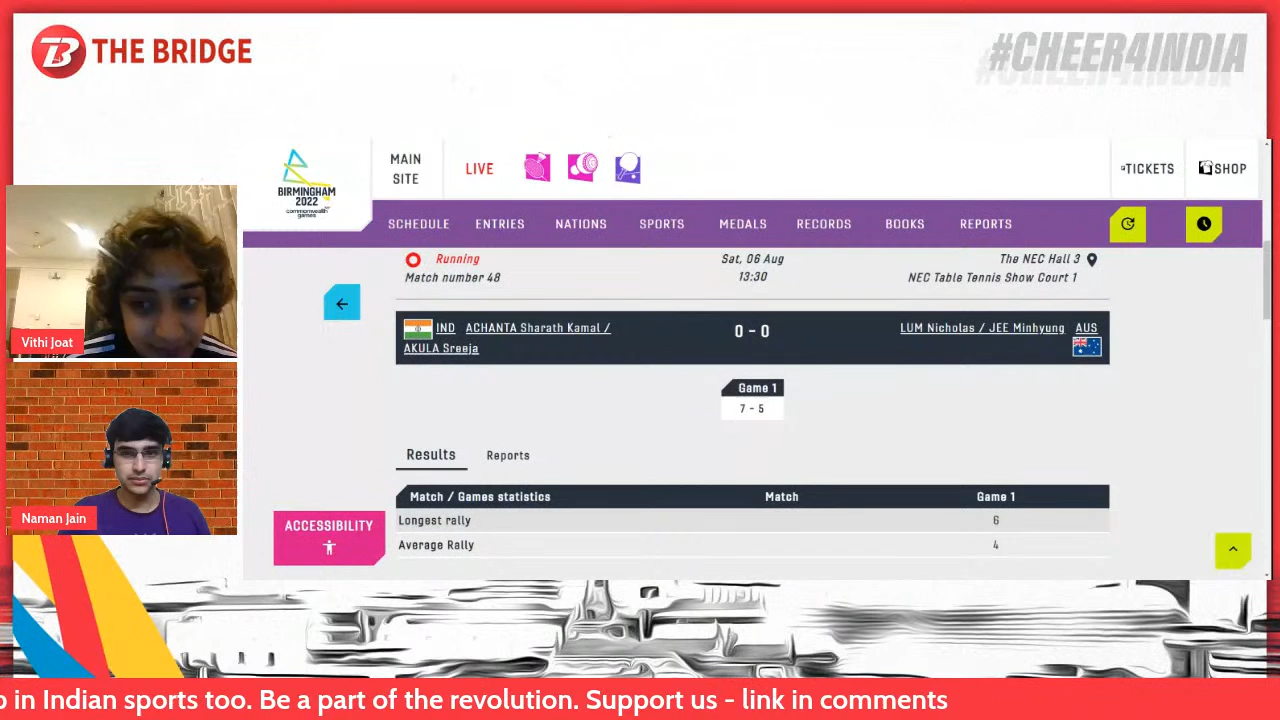 THE BRIDGE
#CHEER4INDIA
BIRMINGHAM
2022
commonwealth
games
MAIN
SITE
LIVE
TICKETS
SHOP
SCHEDULE ENTRIES NATIONS SPORTS MEDALS RECORDS BOOKS REPORTS
Running
Match number 48
Sat, 06 Aug
13:30
The NEC Hall 3
NEC Table Tennis Show Court 1
IND ACHANTA Sharath Kamal /
AKULA Sreeja
0 - 0
LUM Nicholas / JEE Minhyung AUS
Game 1
7 - 5
Results Reports
Match / Games statistics Match Game 1
Longest rally 6
Average Rally 4
ACCESSIBILITY
Vithi Joat
Naman Jain
in Indian sports too. Be a part of the revolution. Support us - link in comments